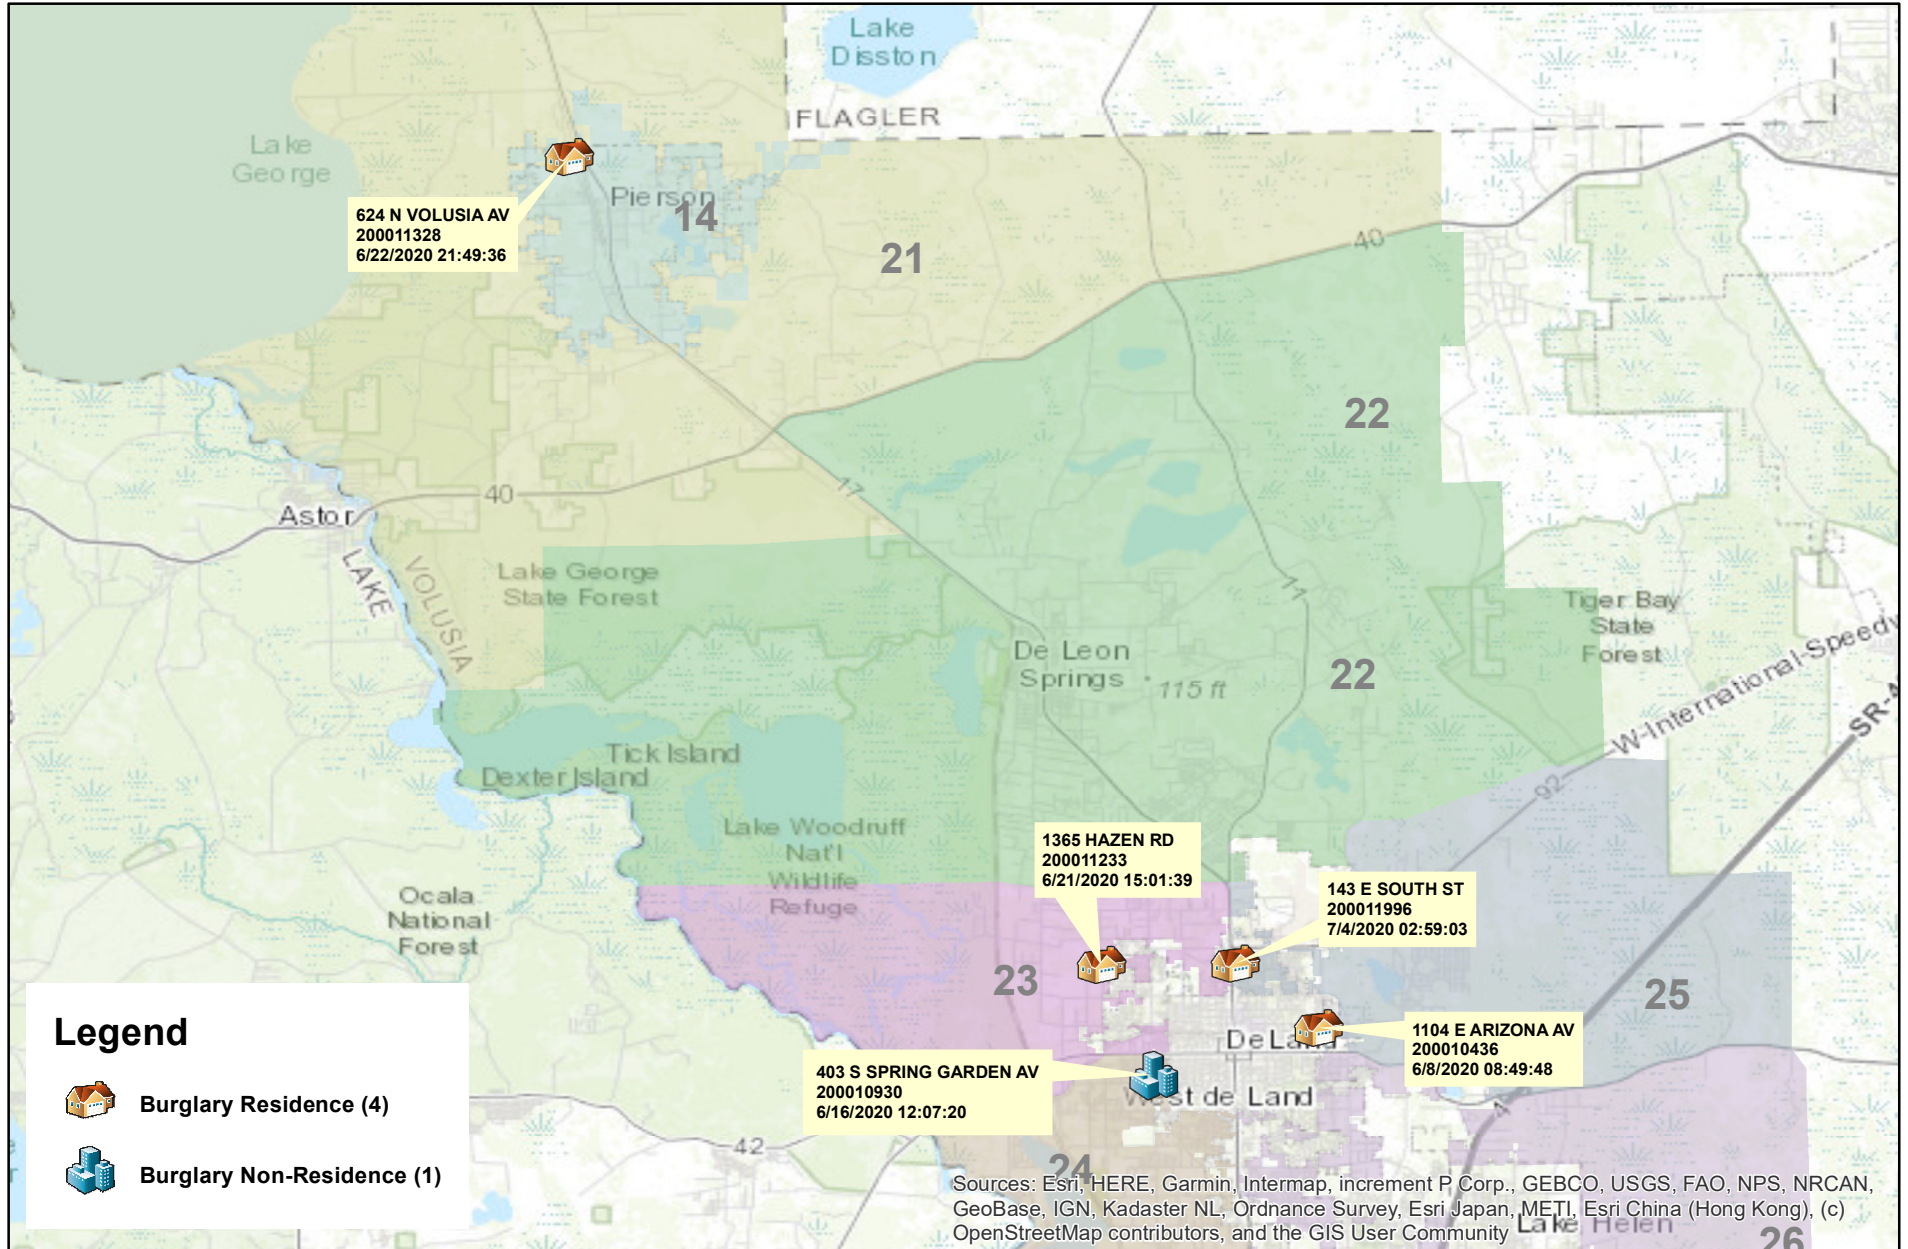 Lake
Disston
FLAGLER
Lake
George
Pierson
14
624 N VOLUSIA AV
200011328
6/22/2020 21:49:36
21
40
22
17
40
Astor
LAKE
VOLUSIA
Lake George
State Forest
11
Tiger Bay
State
Forest
De Leon
Springs
115 ft
22
W-International-Speedw
SR-4
Tick Island
Dexter Island
92
Lake Woodruff
Nat'l
Wildlife
Refuge
1365 HAZEN RD
200011233
6/21/2020 15:01:39
143 E SOUTH ST
200011996
7/4/2020 02:59:03
Ocala
National
Forest
23
25
1104 E ARIZONA AV
200010436
6/8/2020 08:49:48
DeLand
403 S SPRING GARDEN AV
200010930
6/16/2020 12:07:20
West de Land
4
42
24
Legend
Burglary Residence (4)
Burglary Non-Residence (1)
Sources: Esri, HERE, Garmin, Intermap, increment P Corp., GEBCO, USGS, FAO, NPS, NRCAN,
GeoBase, IGN, Kadaster NL, Ordnance Survey, Esri Japan, METI, Esri China (Hong Kong), (c)
OpenStreetMap contributors, and the GIS User Community
Lake Helen
26